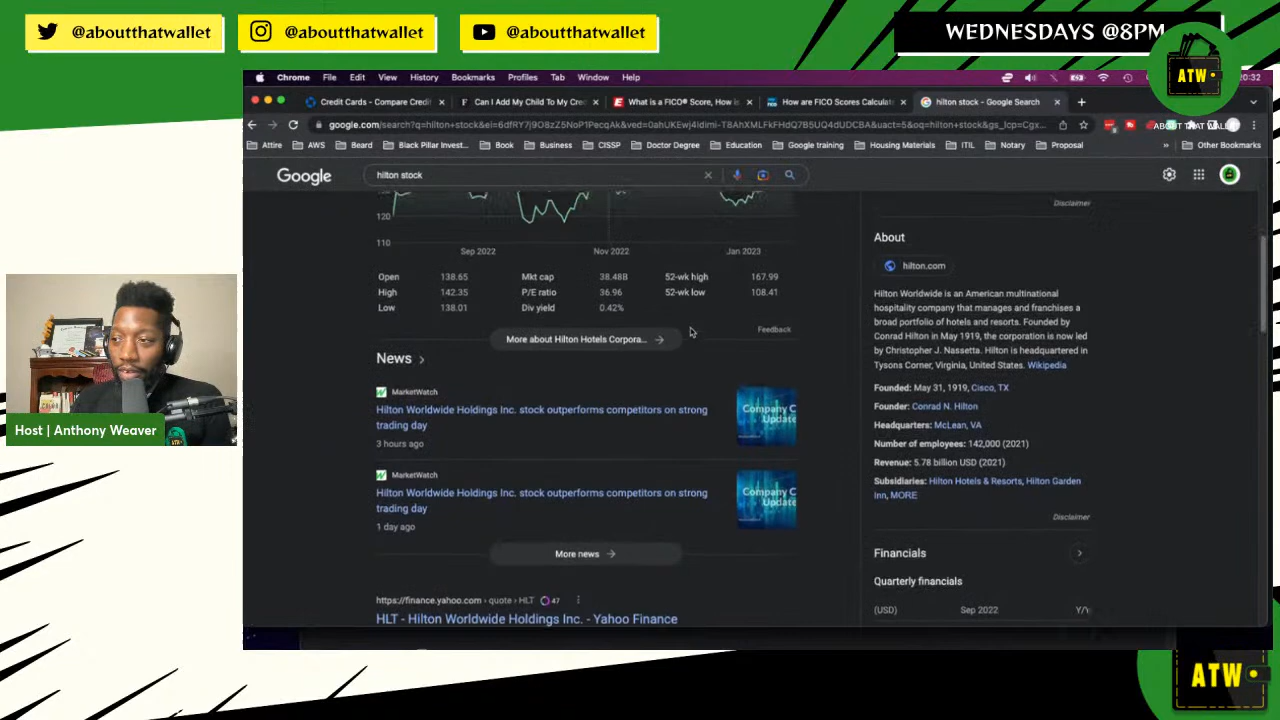 @aboutthatwallet
@aboutthatwallet
@aboutthatwallet
WEDNESDAYS @8PM
ATW
Chrome File Edit View History Bookmarks Profiles Tab Window Help
20:32
Credit Cards - Compare Credit
Can I Add My Child To My Cre
What is a FICO® Score, How is
How are FICO Scores Calculat
hilton stock - Google Search
ABOUT THAT WALLET
Attire AWS Beard Black Pillar Invest... Book Business CISSP Doctor Degree Education Google training Housing Materials ITIL Notary Proposal » Other Bookmarks
Google
hilton stock
120
110
Sep 2022 Nov 2022 Jan 2023
Open 138.65 Mkt cap 38.48B 52-wk high 167.99
High 142.35 P/E ratio 36.96 52-wk low 108.41
Low 138.01 Div yield 0.42%
Feedback
More about Hilton Hotels Corpora... →
News
MarketWatch
Hilton Worldwide Holdings Inc. stock outperforms competitors on strong
trading day
3 hours ago
Company C
Update
MarketWatch
Hilton Worldwide Holdings Inc. stock outperforms competitors on strong
trading day
1 day ago
Company C
Update
More news →
https://finance.yahoo.com › quote › HLT 47
HLT - Hilton Worldwide Holdings Inc. - Yahoo Finance
Disclaimer
About
hilton.com
Hilton Worldwide is an American multinational
hospitality company that manages and franchises a
broad portfolio of hotels and resorts. Founded by
Conrad Hilton in May 1919, the corporation is now led
by Christopher J. Nassetta. Hilton is headquartered in
Tysons Corner, Virginia, United States. Wikipedia
Founded: May 31, 1919, Cisco, TX
Founder: Conrad N. Hilton
Headquarters: McLean, VA
Number of employees: 142,000 (2021)
Revenue: 5.78 billion USD (2021)
Subsidiaries: Hilton Hotels & Resorts, Hilton Garden
Inn, MORE
Disclaimer
Financials
Quarterly financials
(USD) Sep 2022 Y/Y
Host | Anthony Weaver
ATW